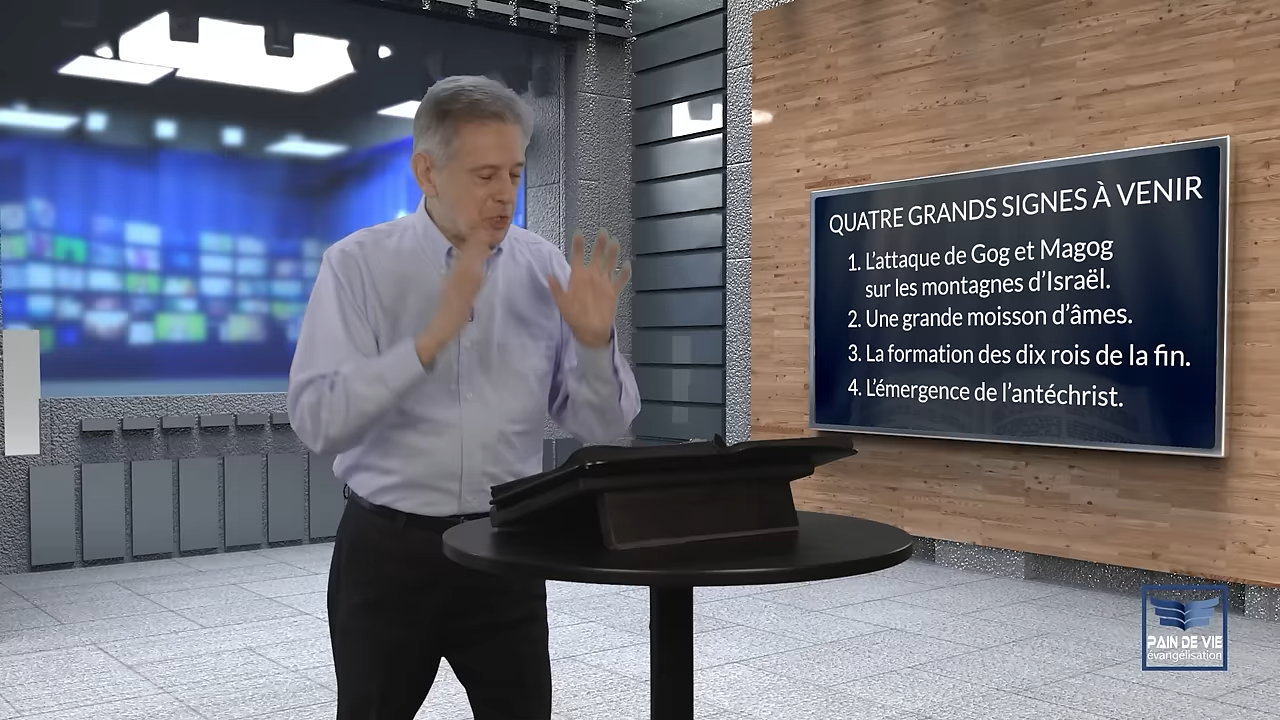 QUATRE GRANDS SIGNES À VENIR
1. L'attaque de Gog et Magog
sur les montagnes d'Israël.
2. Une grande moisson d'âmes.
3. La formation des dix rois de la fin.
4. L'émergence de l'antéchrist.
PAIN DE VIE
évangelisation